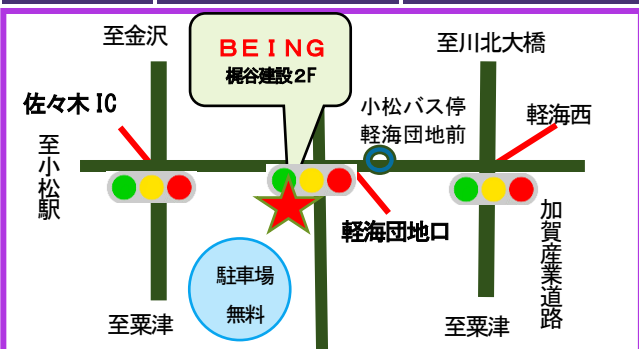 至金沢
BEING
梶谷建設2F
至川北大橋
佐々木IC
小松バス停
軽海団地前
軽海西
至小松駅
軽海団地口
加賀産業道路
駐車場
無料
至粟津
至粟津